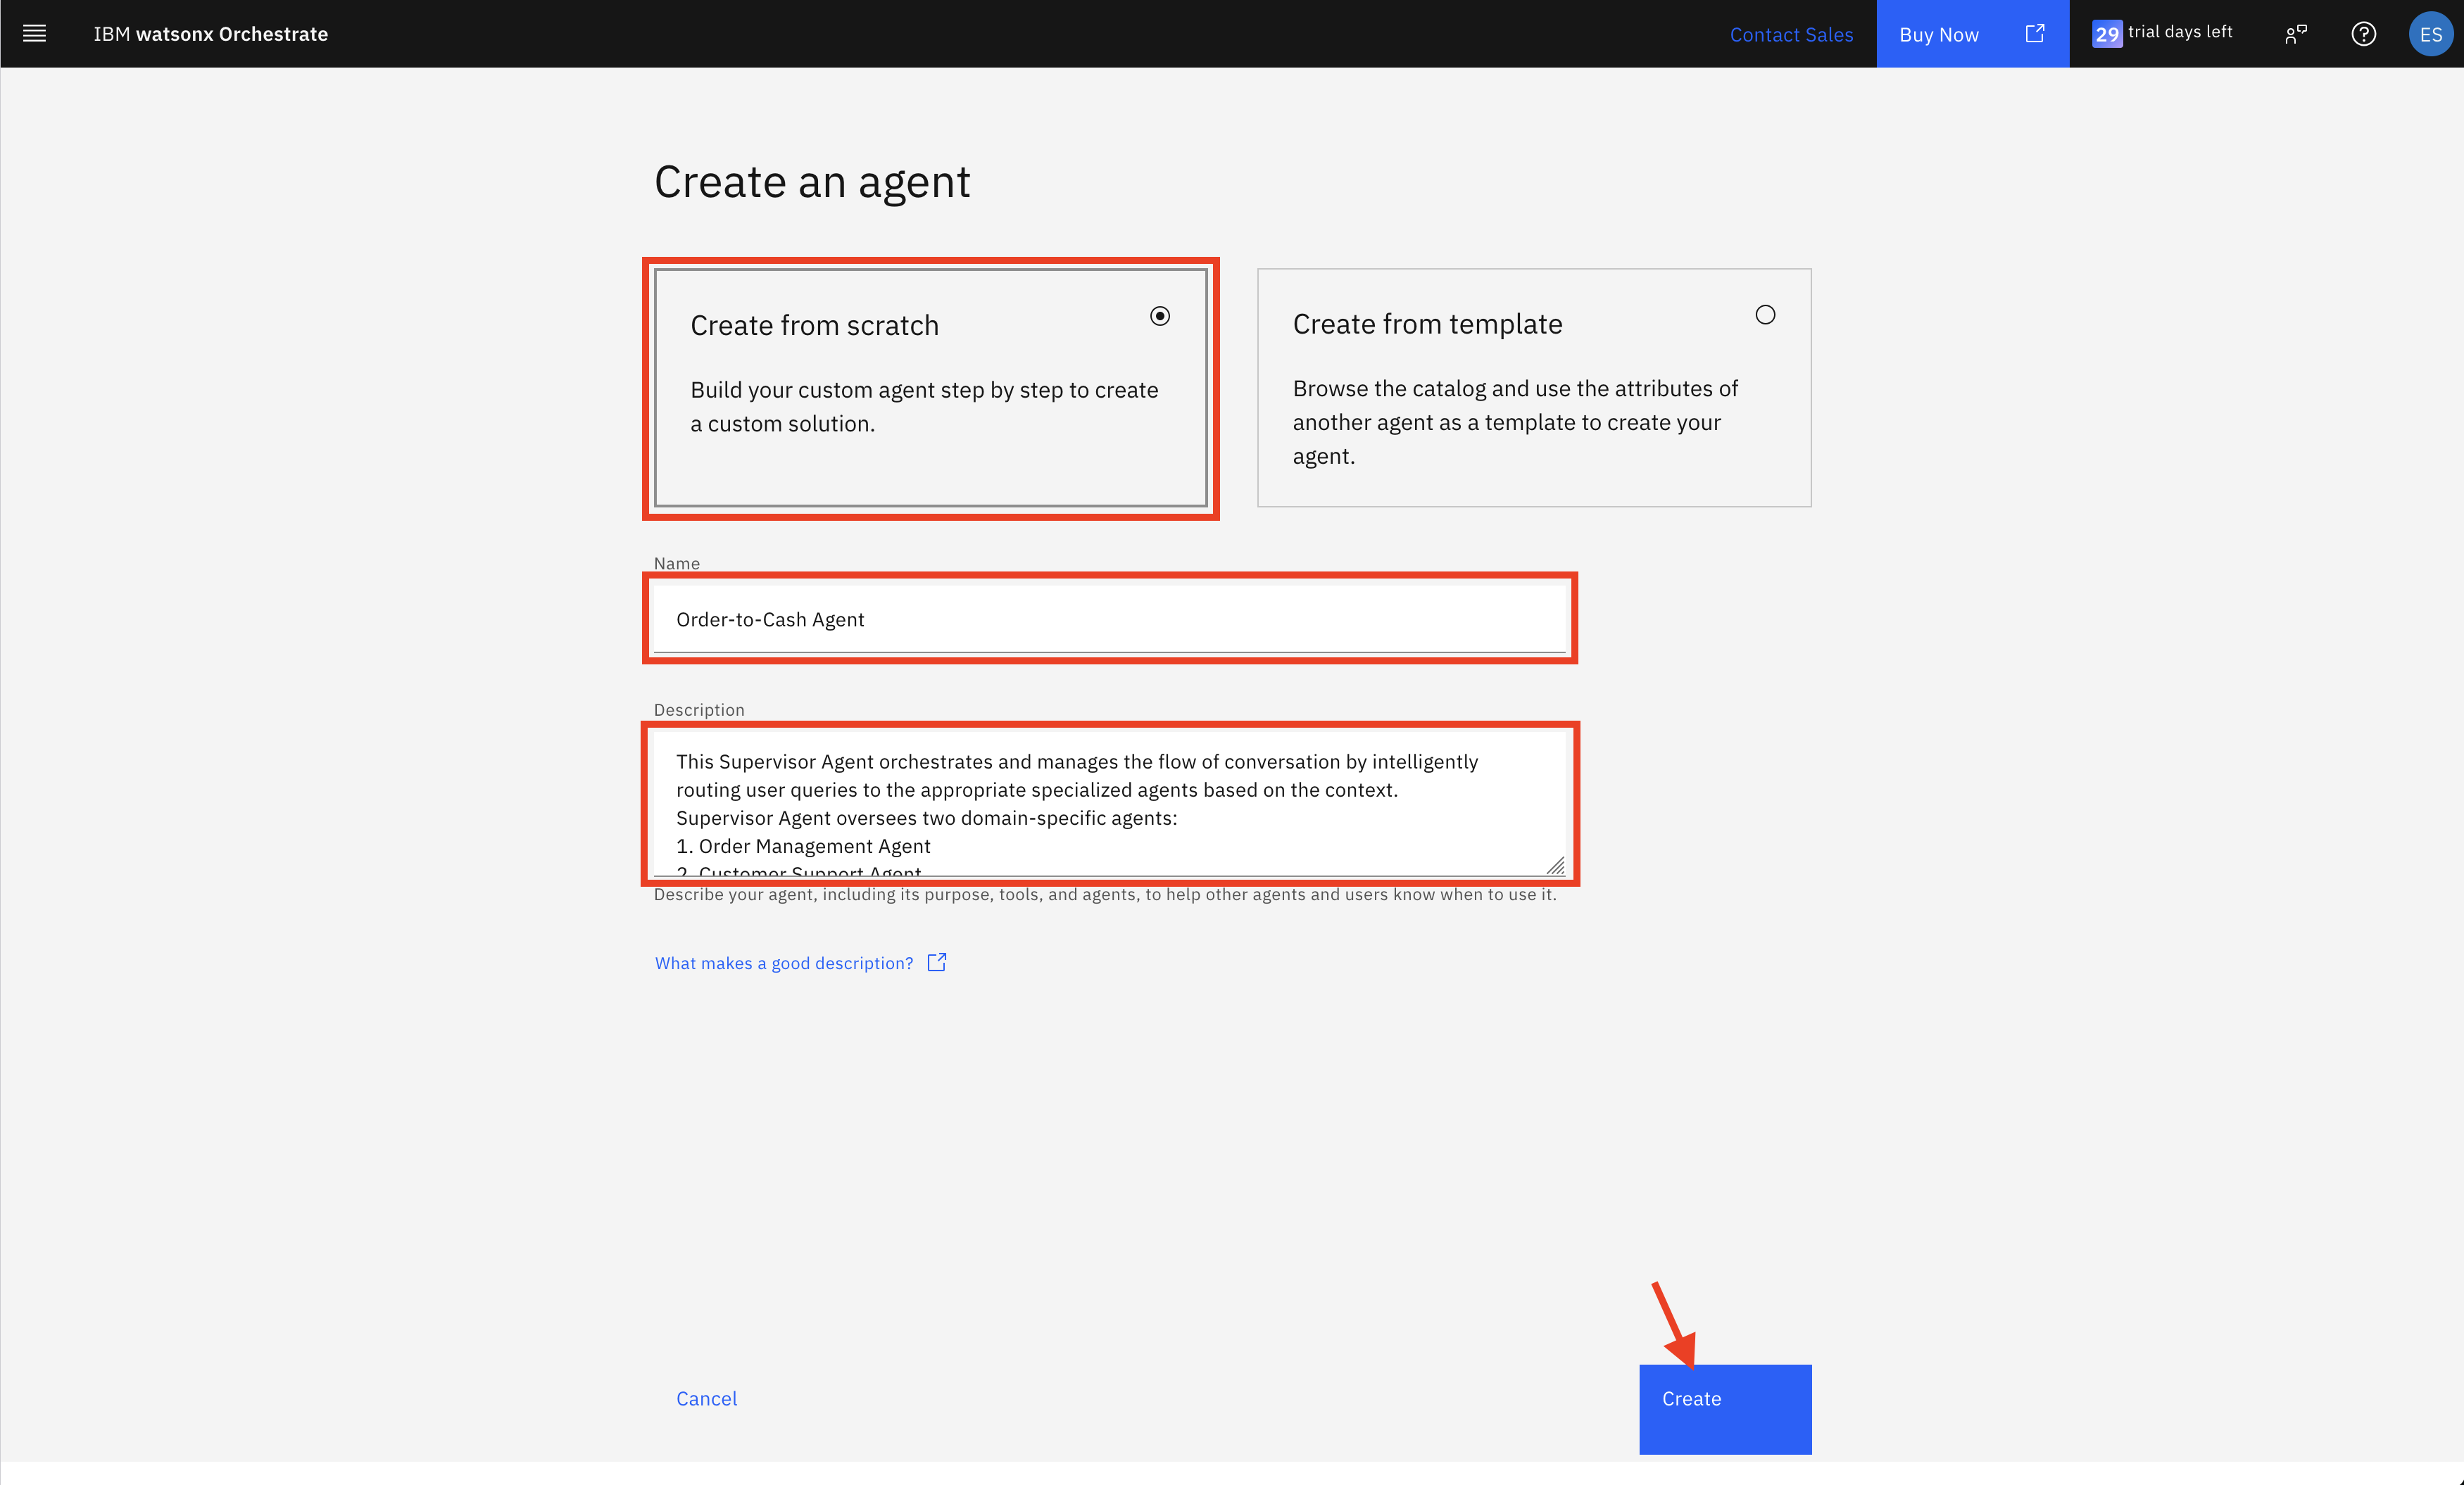 IBM watsonx Orchestrate
Contact Sales
Buy Now
29 trial days left
ES
Create an agent
Create from scratch
Build your custom agent step by step to create
a custom solution.
Create from template
Browse the catalog and use the attributes of
another agent as a template to create your
agent.
Name
Order-to-Cash Agent
Description
This Supervisor Agent orchestrates and manages the flow of conversation by intelligently
routing user queries to the appropriate specialized agents based on the context.
Supervisor Agent oversees two domain-specific agents:
1. Order Management Agent
2. Customer Support Agent
Describe your agent, including its purpose, tools, and agents, to help other agents and users know when to use it.
What makes a good description?
Cancel
Create